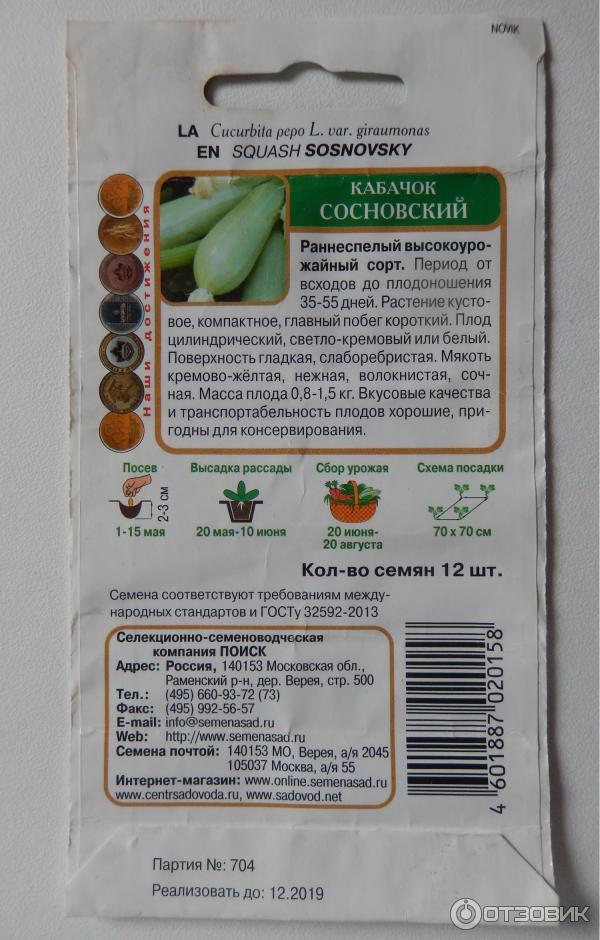 NOVIK
LA Cucurbita pepo L. var. giraumonas
EN SQUASH SOSNOVSKY
Наши достижения
КАБАЧОК
СОСНОВСКИЙ
Раннеспелый высокоуро-
жайный сорт. Период от
всходов до плодоношения
35-55 дней. Растение кусто-
вое, компактное, главный побег короткий. Плод
цилиндрический, светло-кремовый или белый.
Поверхность гладкая, слаборебристая. Мякоть
кремово-жёлтая, нежная, волокнистая, соч-
ная. Масса плода 0,8-1,5 кг. Вкусовые качества
и транспортабельность плодов хорошие, при-
годны для консервирования.
Посев
2-3 см
1-15 мая
Высадка рассады
20 мая-10 июня
Сбор урожая
20 июня-
20 августа
Схема посадки
70 x 70 см
Кол-во семян 12 шт.
Семена соответствуют требованиям между-
народных стандартов и ГОСТу 32592-2013
Селекционно-семеноводческая
компания ПОИСК
Адрес: Россия, 140153 Московская обл.,
Раменский р-н, дер. Верея, стр. 500
Тел.: (495) 660-93-72 (73)
Факс: (495) 992-56-57
E-mail: info@semenasad.ru
Web: http://www.semenasad.ru
Семена почтой: 140153 МО, Верея, а/я 2045
105037 Москва, а/я 55
Интернет-магазин: www.online.semenasad.ru
www.centrsadovoda.ru, www.sadovod.net
4 601887 020158
Партия №: 704
Реализовать до: 12.2019
ОТЗОВИК